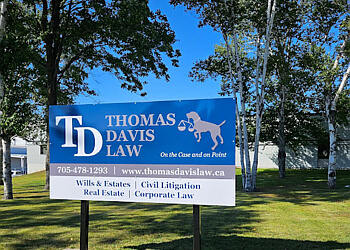 TD
THOMAS
DAVIS
LAW
On the Case and on Point
705-478-1293 | www.thomasdavislaw.ca
Wills & Estates | Civil Litigation
Real Estate | Corporate Law